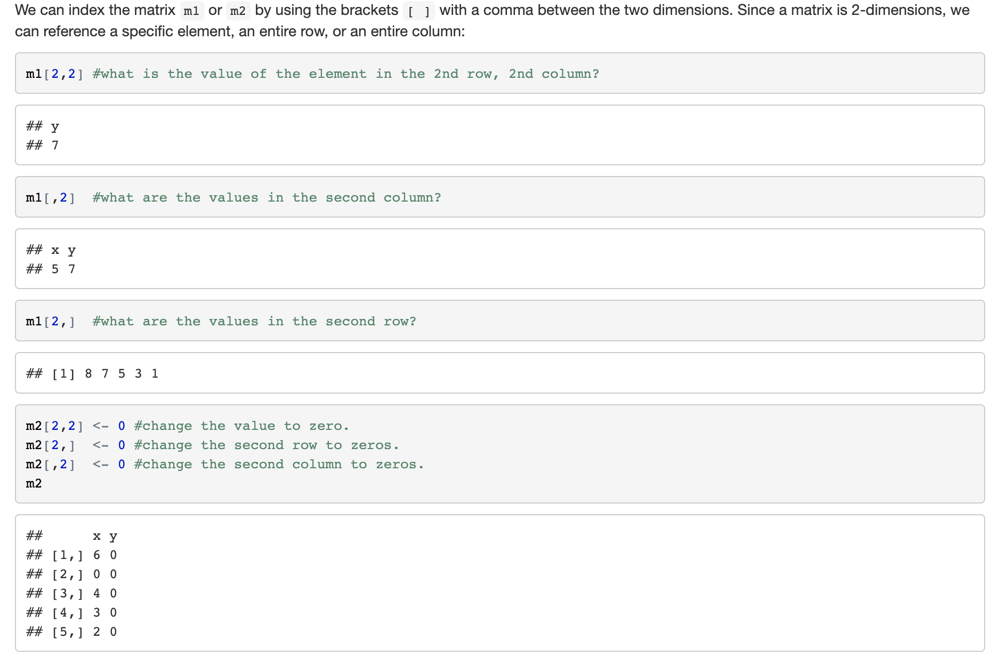 We can index the matrix m1 or m2 by using the brackets [ ] with a comma between the two dimensions. Since a matrix is 2-dimensions, we
can reference a specific element, an entire row, or an entire column:
m1[2,2] #what is the value of the element in the 2nd row, 2nd column?
## y
## 7
m1[,2]  #what are the values in the second column?
## x y
## 5 7
m1[2,]  #what are the values in the second row?
## [1] 8 7 5 3 1
m2[2,2] <- 0 #change the value to zero.
m2[2,]  <- 0 #change the second row to zeros.
m2[,2]  <- 0 #change the second column to zeros.
m2
##      x y
## [1,] 6 0
## [2,] 0 0
## [3,] 4 0
## [4,] 3 0
## [5,] 2 0